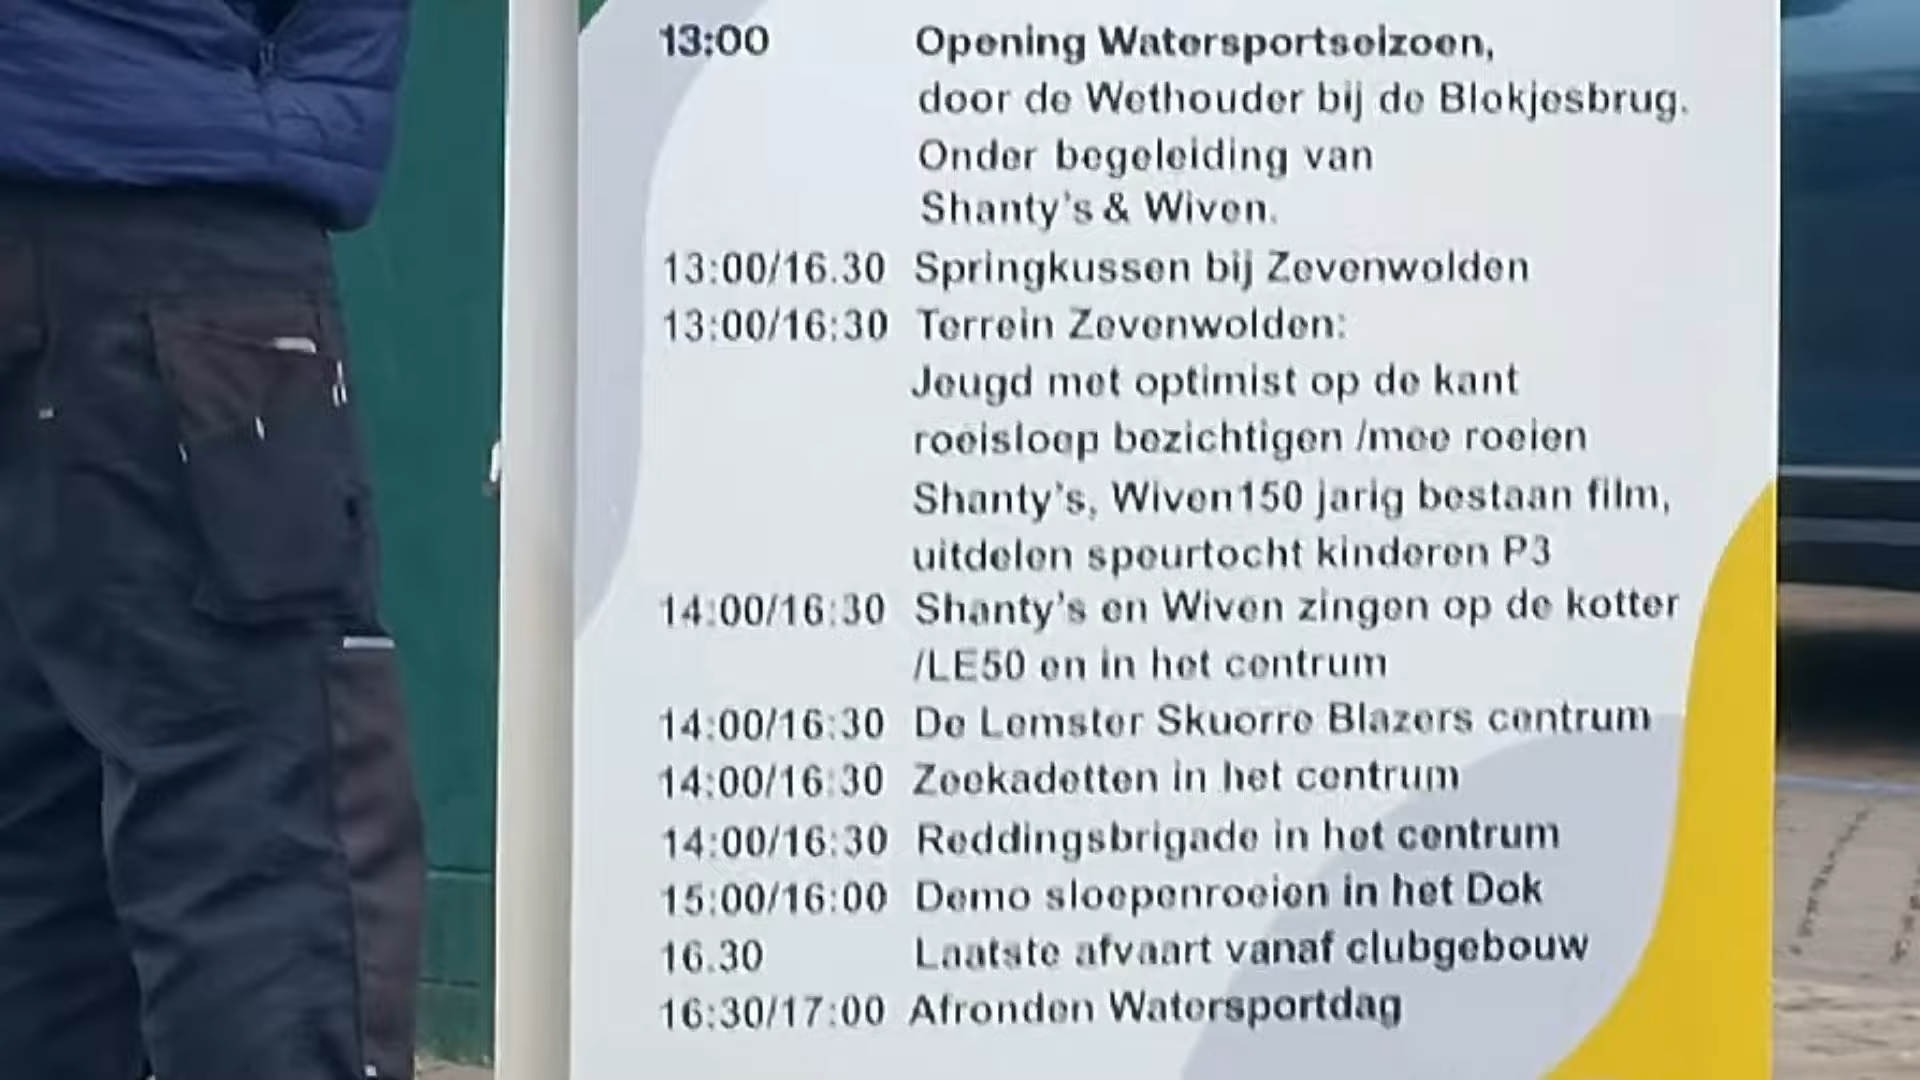 13:00 Opening Watersportseizoen,
door de Wethouder bij de Blokjesbrug.
Onder begeleiding van
Shanty's & Wiven.
13:00/16.30 Springkussen bij Zevenwolden
13:00/16:30 Terrein Zevenwolden:
Jeugd met optimist op de kant
roeisloep bezichtigen /mee roeien
Shanty's, Wiven150 jarig bestaan film,
uitdelen speurtocht kinderen P3
14:00/16:30 Shanty's en Wiven zingen op de kotter
/LE50 en in het centrum
14:00/16:30 De Lemster Skuorre Blazers centrum
14:00/16:30 Zeekadetten in het centrum
14:00/16:30 Reddingsbrigade in het centrum
15:00/16:00 Demo sloepenroeien in het Dok
16.30 Laatste afvaart vanaf clubgebouw
16:30/17:00 Afronden Watersportdag